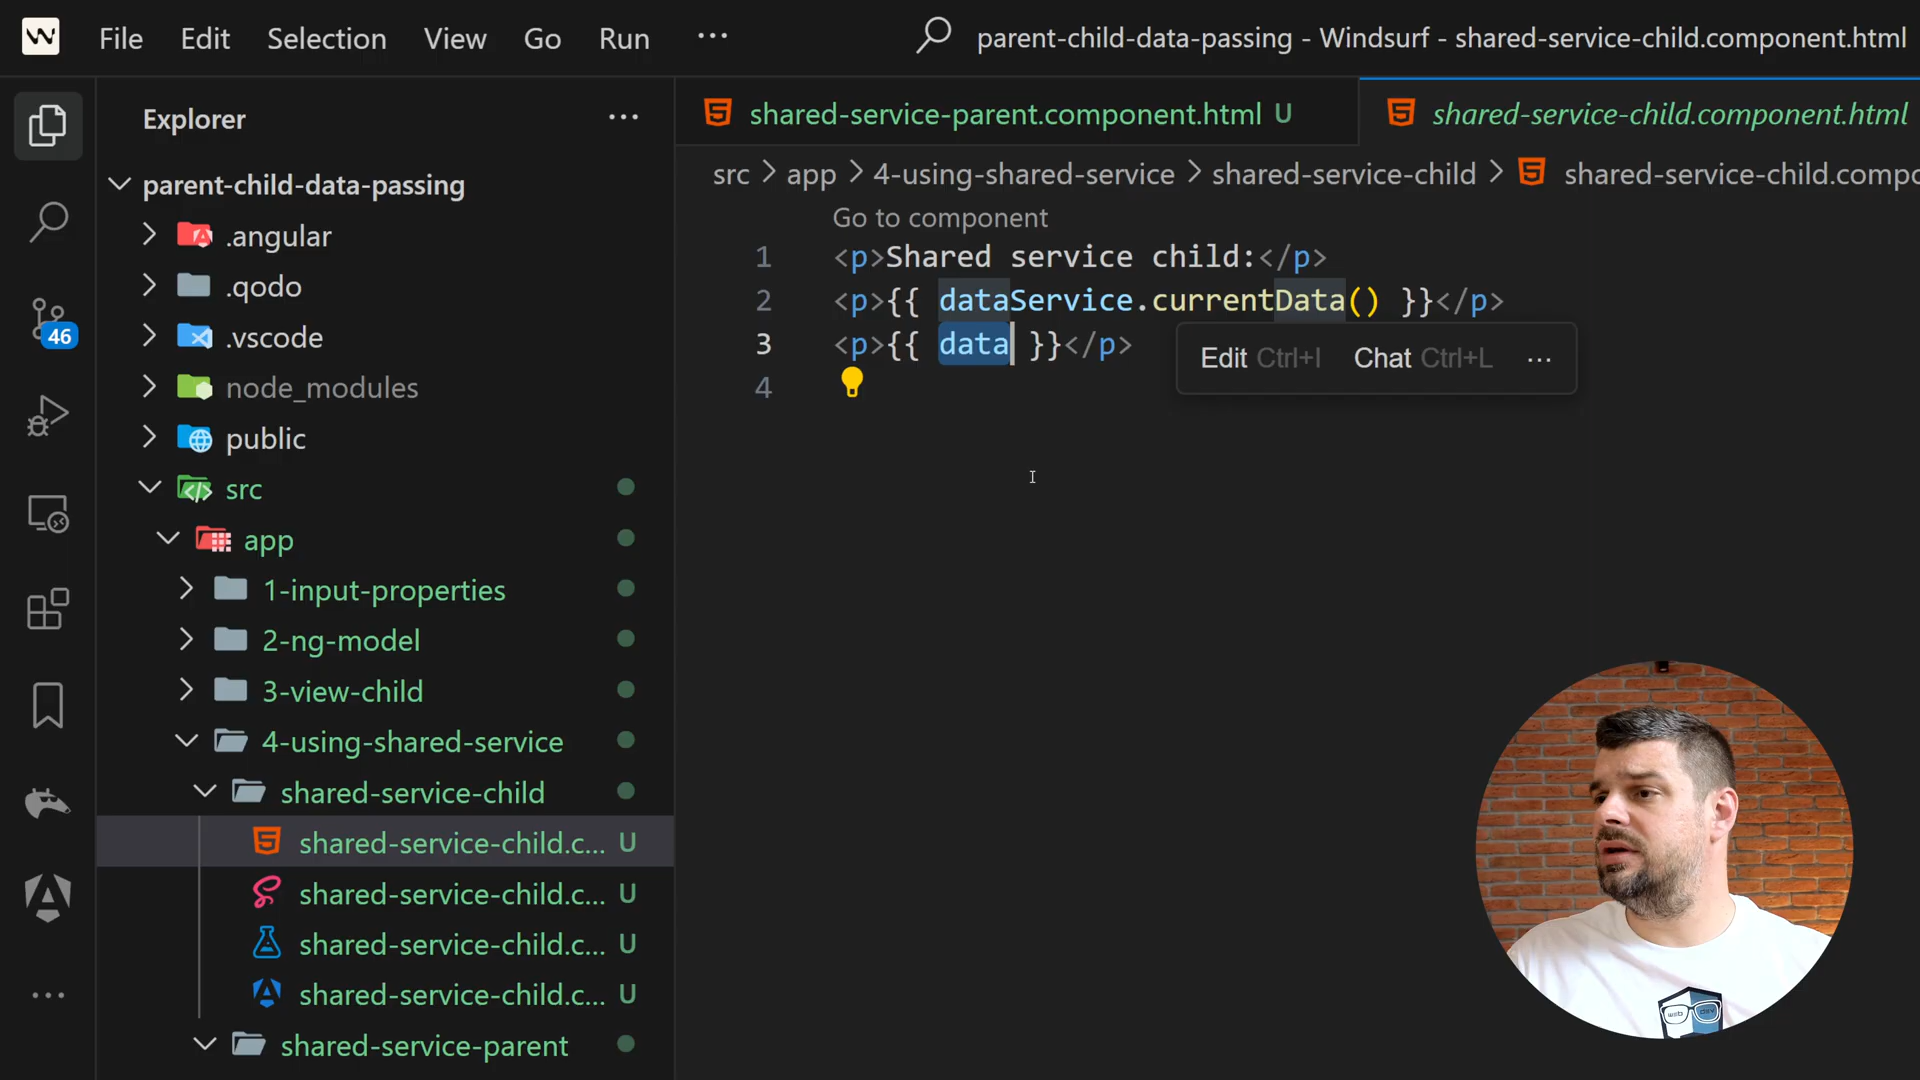 W File Edit Selection View Go Run ... parent-child-data-passing - Windsurf - shared-service-child.component.html
Explorer ...
parent-child-data-passing
.angular
.qodo
.vscode
node_modules
public
src
app
1-input-properties
2-ng-model
3-view-child
4-using-shared-service
shared-service-child
shared-service-child.c... U
shared-service-child.c... U
shared-service-child.c... U
shared-service-child.c... U
shared-service-parent
46
shared-service-parent.component.html U
shared-service-child.component.html
src > app > 4-using-shared-service > shared-service-child > shared-service-child.compo
Go to component
1 <p>Shared service child:</p>
2 <p>{{ dataService.currentData() }}</p>
3 <p>{{ data }}</p>
4
Edit Ctrl+I Chat Ctrl+L ...
web dev